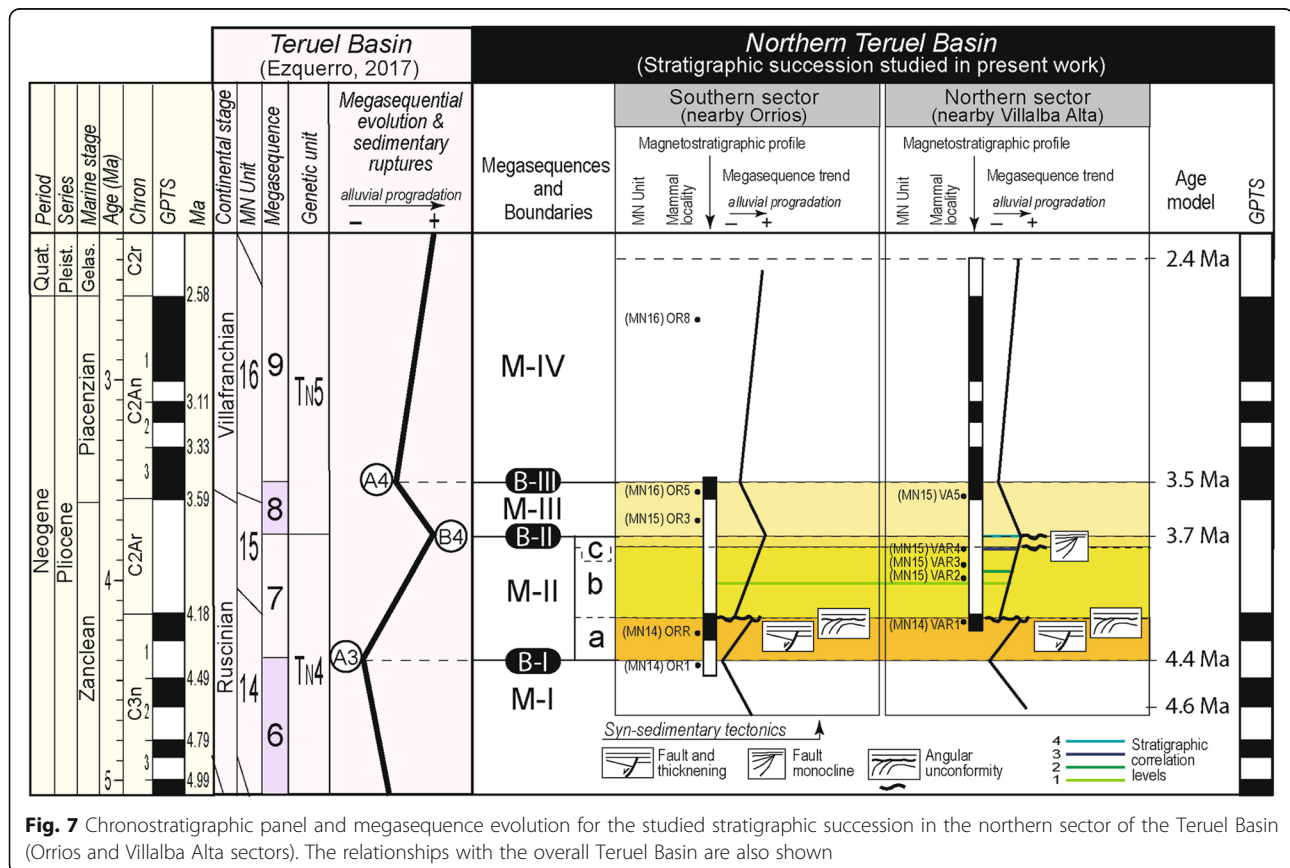 Teruel Basin
(Ezquerro, 2017)
Northern Teruel Basin
(Stratigraphic succession studied in present work)
Period
Series
Marine stage
Age (Ma)
Chron
GPTS
Ma
Continental stage
MN Unit
Megasequence
Genetic unit
Megasequential
evolution &
sedimentary
ruptures
alluvial progradation
− +
Megasequences
and
Boundaries
Southern sector
(nearby Orrios)
Magnetostratigraphic profile
MN Unit
Mammal
locality
Megasequence trend
alluvial progradation
− +
Northern sector
(nearby Villalba Alta)
Magnetostratigraphic profile
MN Unit
Mammal
locality
Megasequence trend
alluvial progradation
− +
Age
model
GPTS
Quat.
Neogene
Pleist.
Pliocene
Gelas.
Piacenzian
Zanclean
3
4
5
C2r
C2An
1
2
3
C2Ar
C3n
1
2
3
2.58
3.11
3.33
3.59
4.18
4.49
4.79
4.99
Villafranchian
Ruscinian
16
15
14
9
8
7
6
TN5
TN4
A4
B4
A3
M-IV
B-III
M-III
B-II
M-II
c
b
a
B-I
M-I
(MN16) OR8
(MN16) OR5
(MN15) OR3
(MN14) ORR
(MN14) OR1
(MN15) VA5
(MN15) VAR4
(MN15) VAR3
(MN15) VAR2
(MN14) VAR1
2.4 Ma
3.5 Ma
3.7 Ma
4.4 Ma
4.6 Ma
Syn-sedimentary tectonics
Fault and
thicknening
Fault
monocline
Angular
unconformity
4
3
2
1
Stratigraphic
correlation
levels
Fig. 7 Chronostratigraphic panel and megasequence evolution for the studied stratigraphic succession in the northern sector of the Teruel Basin
(Orrios and Villalba Alta sectors). The relationships with the overall Teruel Basin are also shown